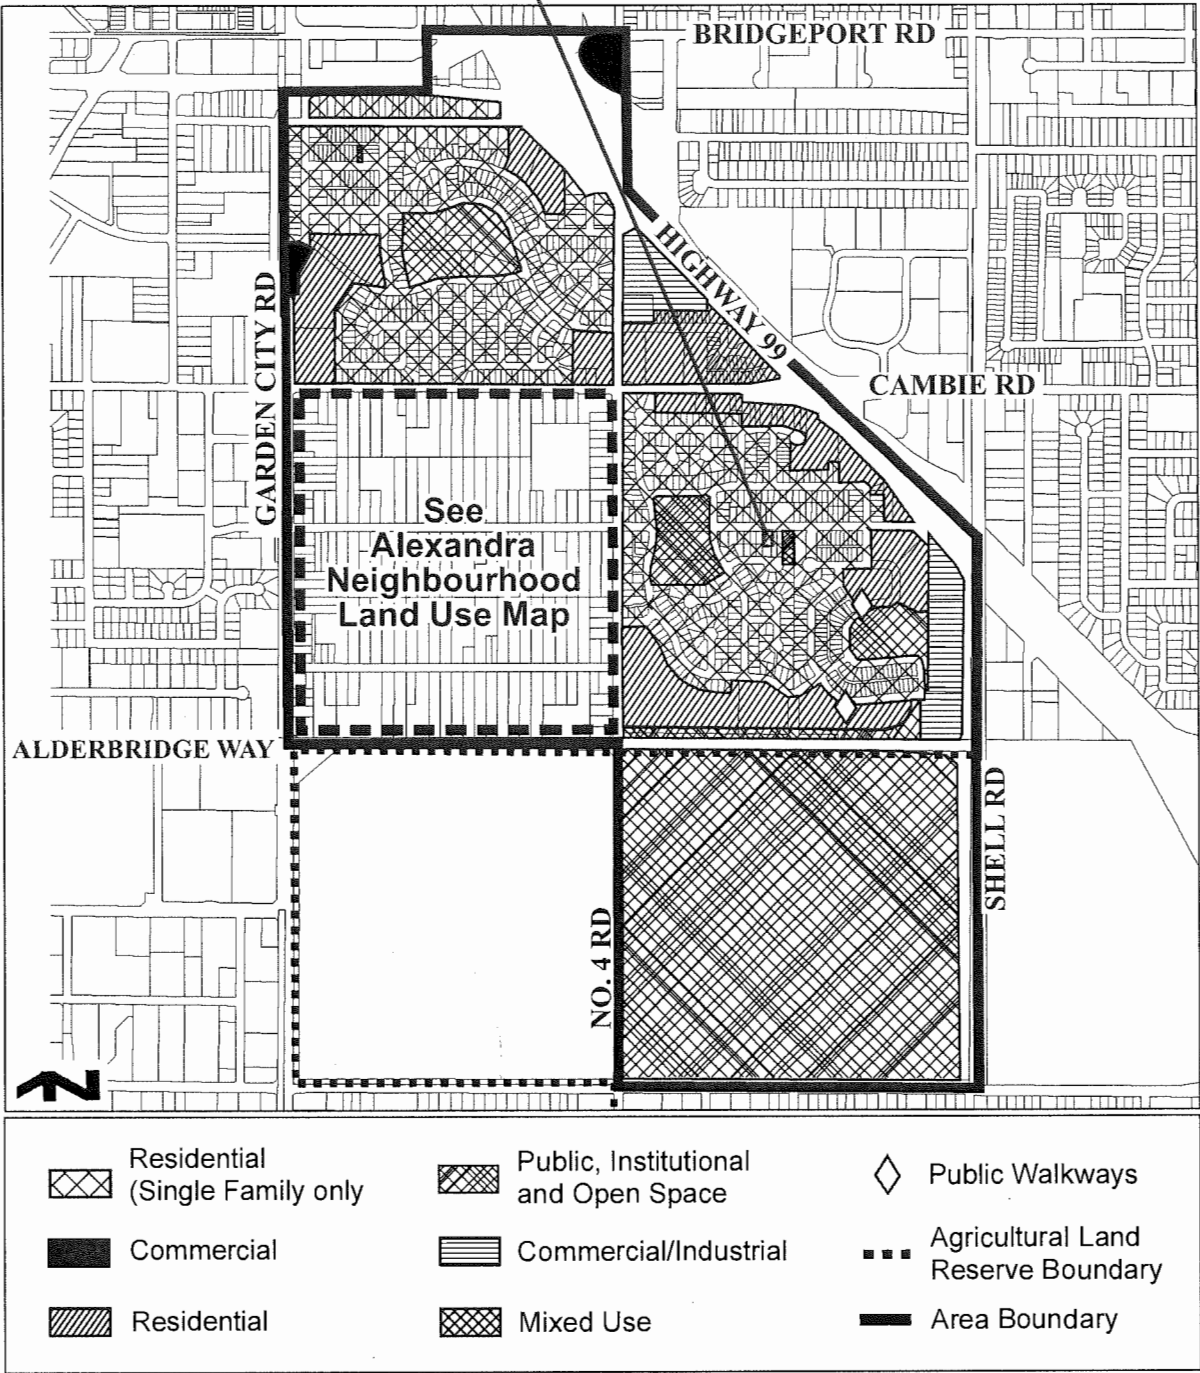 BRIDGEPORT RD
HIGHWAY 99
CAMBIE RD
GARDEN CITY RD
See
Alexandra
Neighbourhood
Land Use Map
ALDERBRIDGE WAY
NO. 4 RD
SHELL RD
Residential
(Single Family only
Commercial
Residential
Public, Institutional
and Open Space
Commercial/Industrial
Mixed Use
Public Walkways
Agricultural Land
Reserve Boundary
Area Boundary